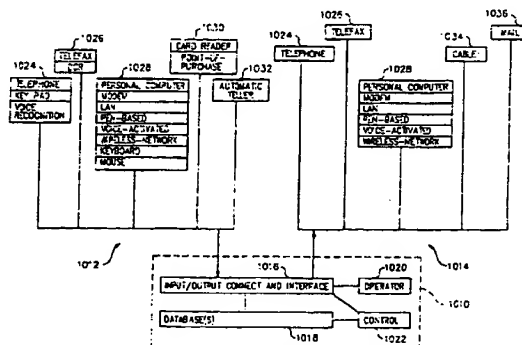 1030
1036
1026
1024
CARD READER
POINT-OF-
PURCHASE
1025
TELEFAX
MAIL
TELEFAX
1024
TELEPHONE
KEY PAD
VOICE
RECOGNITION
1028
PERSONAL COMPUTER
MODEM
LAN
PEN-BASED
VOICE-ACTIVATED
WIRELESS-NETWORK
KEYBOARD
MOUSE
1032
AUTOMATIC
TELLER
TELEPHONE
1028
PERSONAL COMPUTER
MODEM
LAN
PEN-BASED
VOICE-ACTIVATED
WIRELESS-NETWORK
1034
CABLE
1012
1014
1016
INPUT/OUTPUT CONNECT AND INTERFACE
1020
OPERATOR
1010
DATABASE(S)
1018
CONTROL
1022